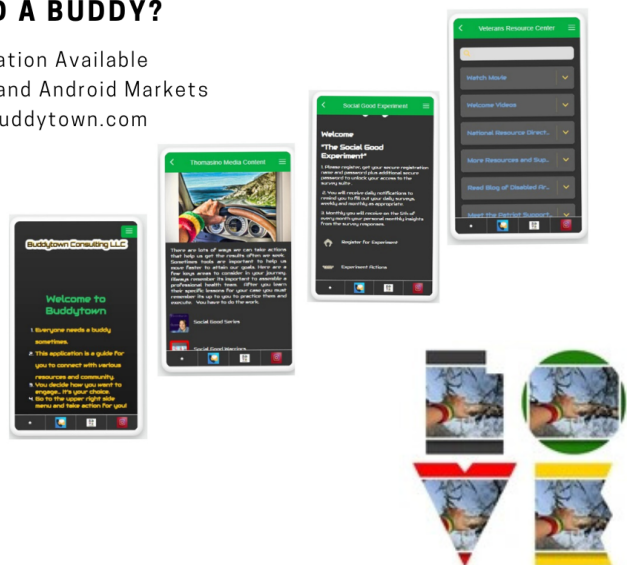 D A BUDDY?
ation Available
and Android Markets
uddytown.com
Veterans Resource Center
Watch Movie
Welcome Videos
National Resource Direct..
More Resources and Sup..
Read Blog of Disabled Ar..
Meet the Patriot Support..
Social Good Experiment
Welcome
"The Social Good
Experiment"
1. Please register, get your secure registration
name and password plus additional secure
password to unlock your access to the
survey suite.
2. You will receive daily notifications to
remind you to fill out your daily surveys,
weekly and monthly as appropriate.
3. Monthly you will receive on the 5th of
every month your personal monthly insights
from the survey responses.
Register for Experiment
Experiment Actions
Thomasino Media Content
There are lots of ways we can take actions
that help us get the results often we seek.
Sometimes tools are important to help us
move faster to attain our goals. Here are a
few keys areas to consider in your journey.
Always remember its important to assemble a
professional health team. After you learn
their specific lessons for your case you must
remember its up to you to practice them and
execute. You have to do the work.
Social Good Series
Social Good Warriors
Buddytown Consulting LLC
Welcome to
Buddytown
1. Everyone needs a buddy
sometimes.
2. This application is a guide for
you to connect with various
resources and community.
3. You decide how you want to
engage... it's your choice.
4. Go to the upper right side
menu and take action for you!